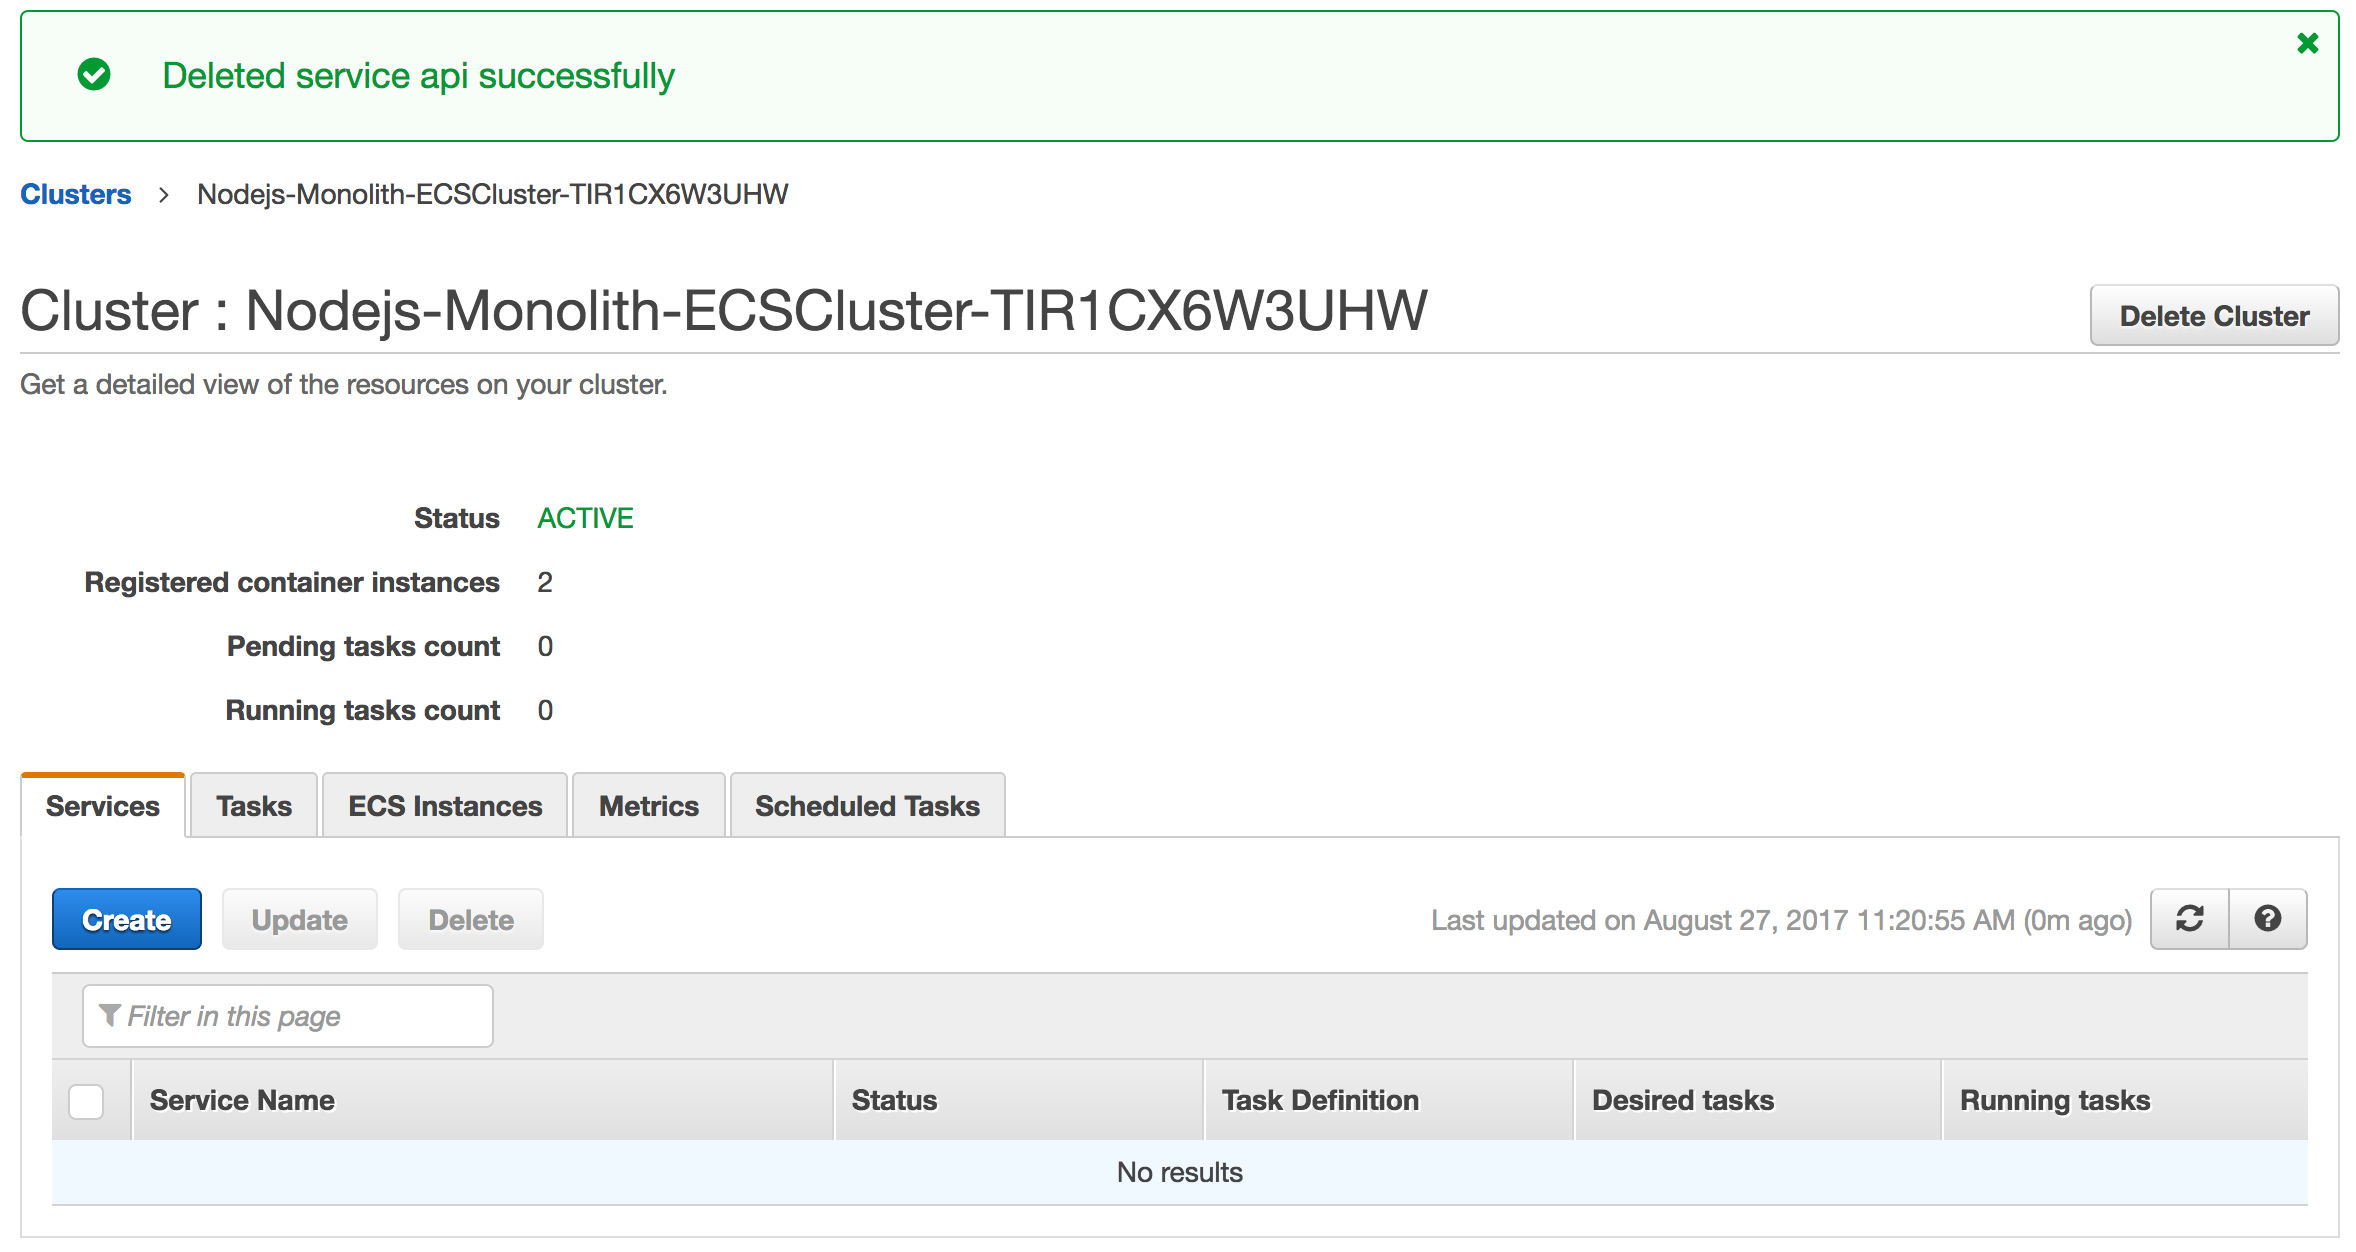 Deleted service api successfully
Clusters > Nodejs-Monolith-ECSCluster-TIR1CX6W3UHW
Cluster : Nodejs-Monolith-ECSCluster-TIR1CX6W3UHW
Delete Cluster
Get a detailed view of the resources on your cluster.
Status ACTIVE
Registered container instances 2
Pending tasks count 0
Running tasks count 0
Services Tasks ECS Instances Metrics Scheduled Tasks
Create Update Delete Last updated on August 27, 2017 11:20:55 AM (0m ago)
Filter in this page
Service Name Status Task Definition Desired tasks Running tasks
No results